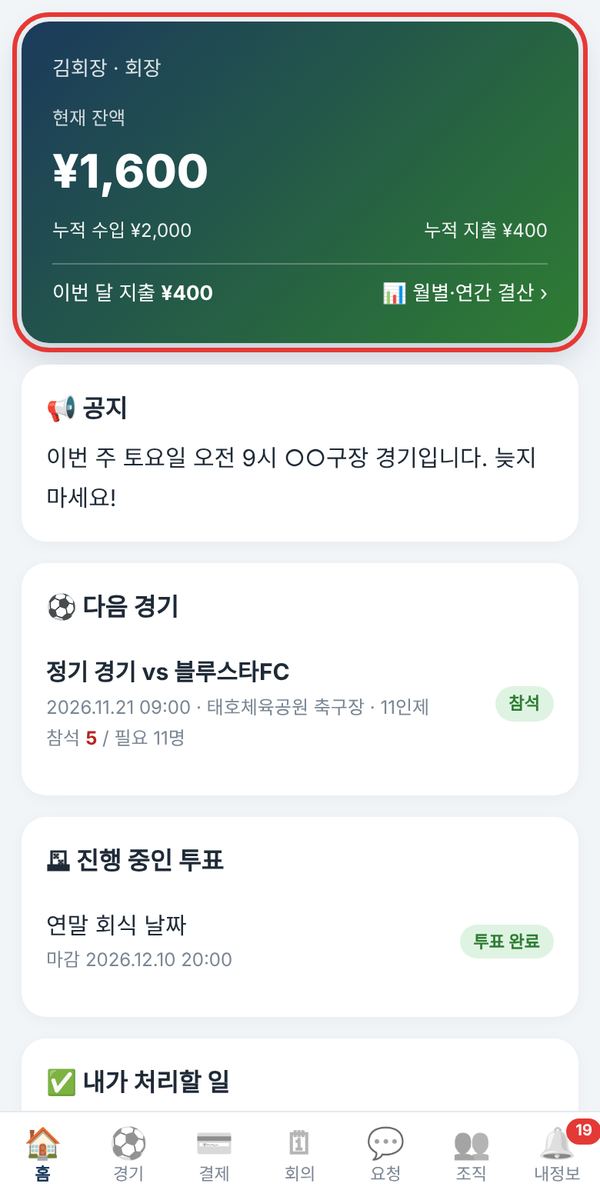 김회장 · 회장
현재 잔액
¥1,600
누적 수입 ¥2,000 누적 지출 ¥400
이번 달 지출 ¥400 📊 월별·연간 결산 ›
📢 공지
이번 주 토요일 오전 9시 ○○구장 경기입니다. 늦지
마세요!
⚽ 다음 경기
정기 경기 vs 블루스타FC
2026.11.21 09:00 · 태호체육공원 축구장 · 11인제
참석
참석 5 / 필요 11명
🗳 진행 중인 투표
연말 회식 날짜
투표 완료
마감 2026.12.10 20:00
✅ 내가 처리할 일
19
홈 경기 결제 회의 요청 조직 내정보